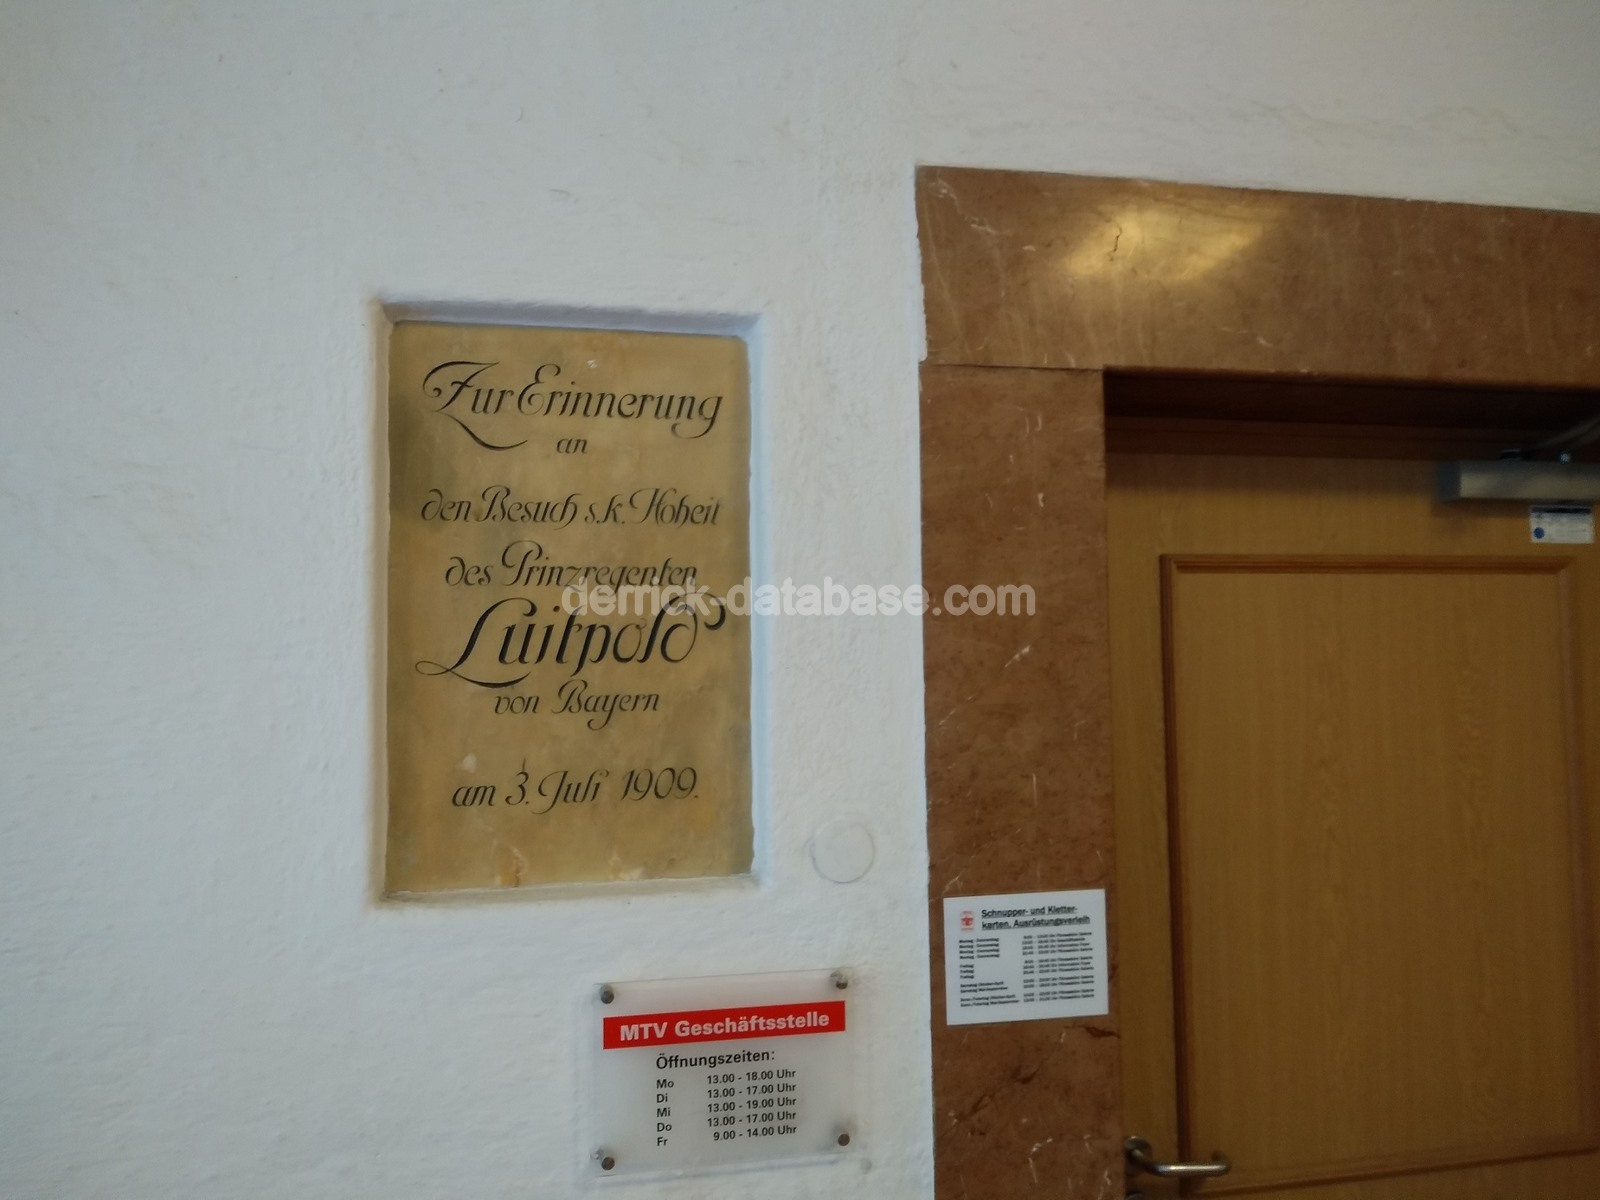 Zur Erinnerung
an
den Besuch s.k. Hoheit
des Prinzregenten
Luitpold
von Bayern
am 3. Juli 1909.
derrick-database.com
MTV Geschäftsstelle
Öffnungszeiten:
Mo 13.00 - 18.00 Uhr
Di 13.00 - 17.00 Uhr
Mi 13.00 - 19.00 Uhr
Do 13.00 - 17.00 Uhr
Fr 9.00 - 14.00 Uhr
Schnupper- und Kletter-
karten, Ausrüstungsverleih